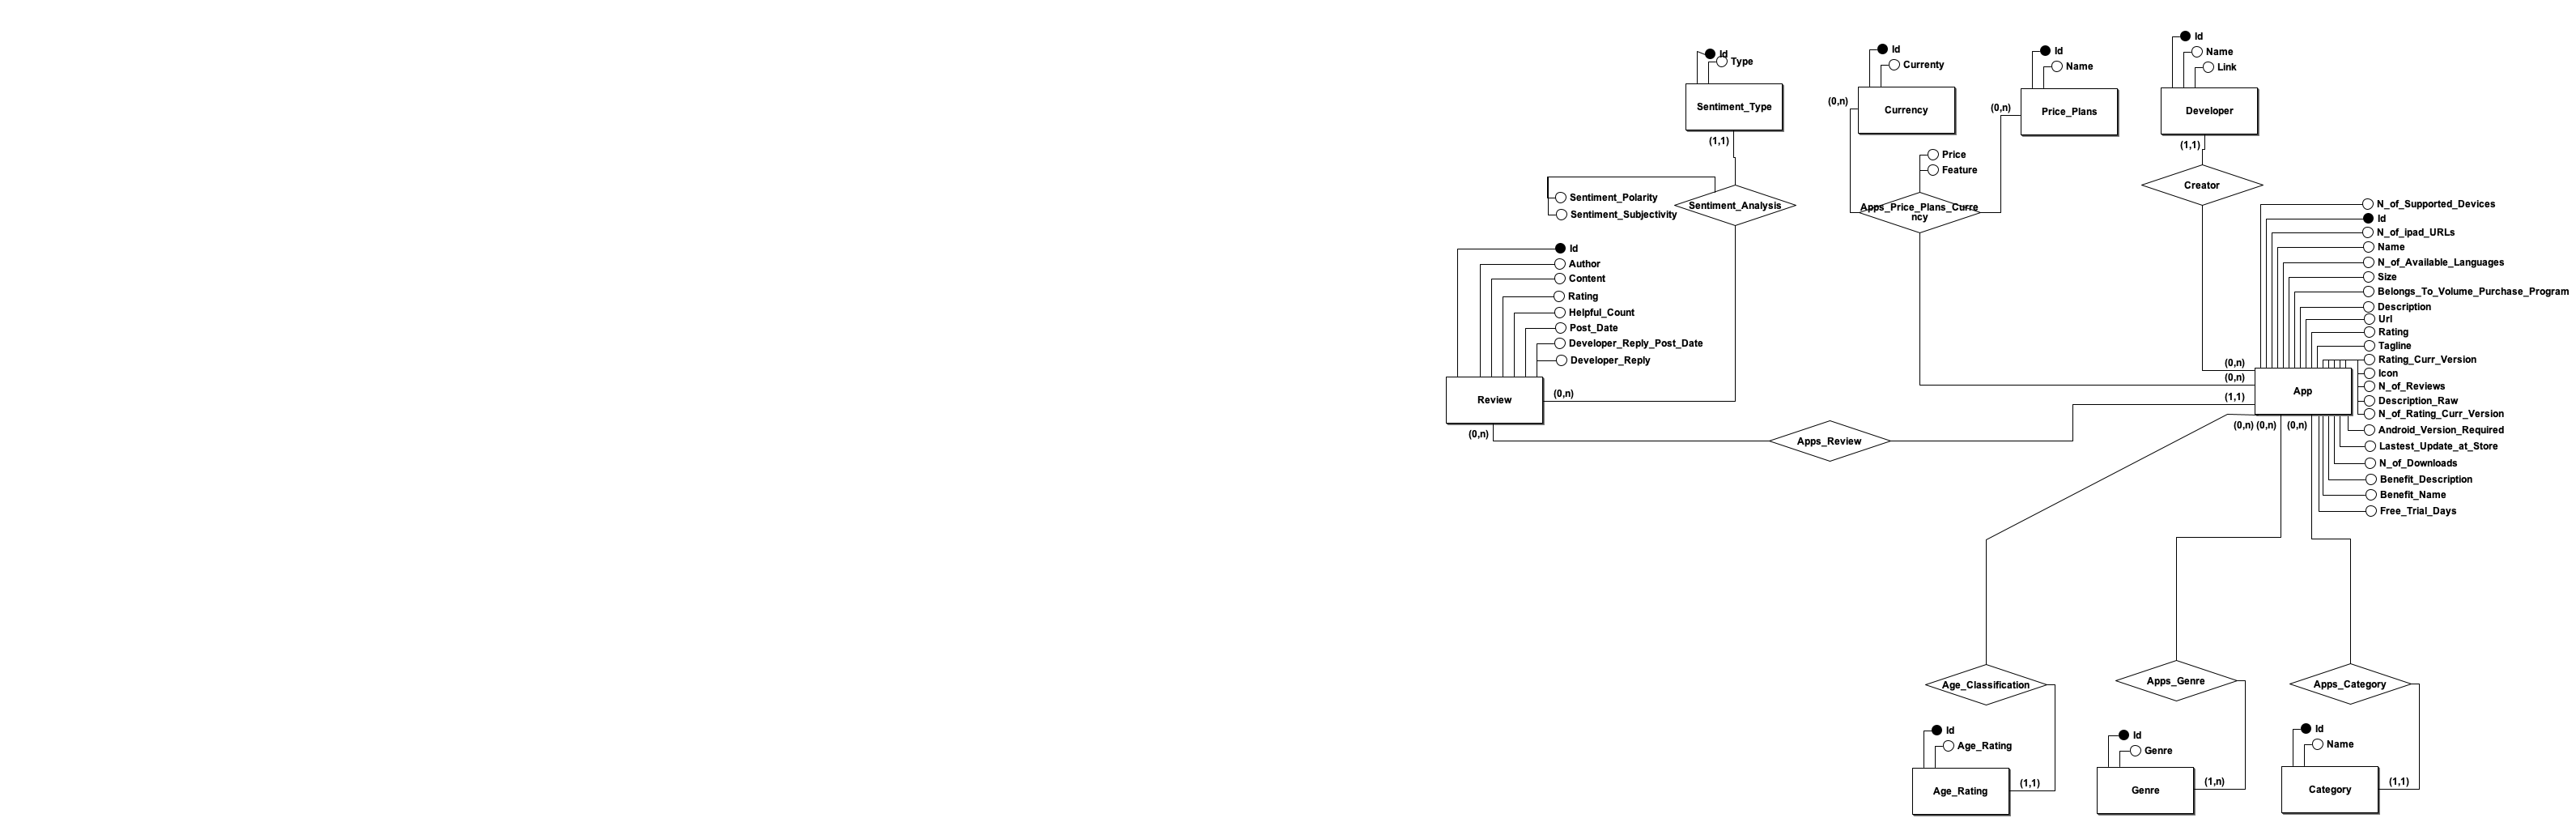 Id
Type
Sentiment_Type
(1,1)
Sentiment_Polarity
Sentiment_Subjectivity
Sentiment_Analysis
Id
Currenty
(0,n)
Currency
Id
Name
(0,n)
Price_Plans
Price
Feature
Apps_Price_Plans_Curre
ncy
Id
Name
Link
Developer
(1,1)
Creator
Id
Author
Content
Rating
Helpful_Count
Post_Date
Developer_Reply_Post_Date
Developer_Reply
Review
(0,n)
(0,n)
Apps_Review
N_of_Supported_Devices
Id
N_of_ipad_URLs
Name
N_of_Available_Languages
Size
Belongs_To_Volume_Purchase_Program
Description
Url
Rating
Tagline
Rating_Curr_Version
Icon
N_of_Reviews
Description_Raw
N_of_Rating_Curr_Version
Android_Version_Required
Lastest_Update_at_Store
N_of_Downloads
Benefit_Description
Benefit_Name
Free_Trial_Days
(0,n)
(0,n)
(1,1)
App
(0,n) (0,n) (0,n)
Age_Classification
Id
Age_Rating
Age_Rating
(1,1)
Apps_Genre
Id
Genre
Genre
(1,n)
Apps_Category
Id
Name
Category
(1,1)